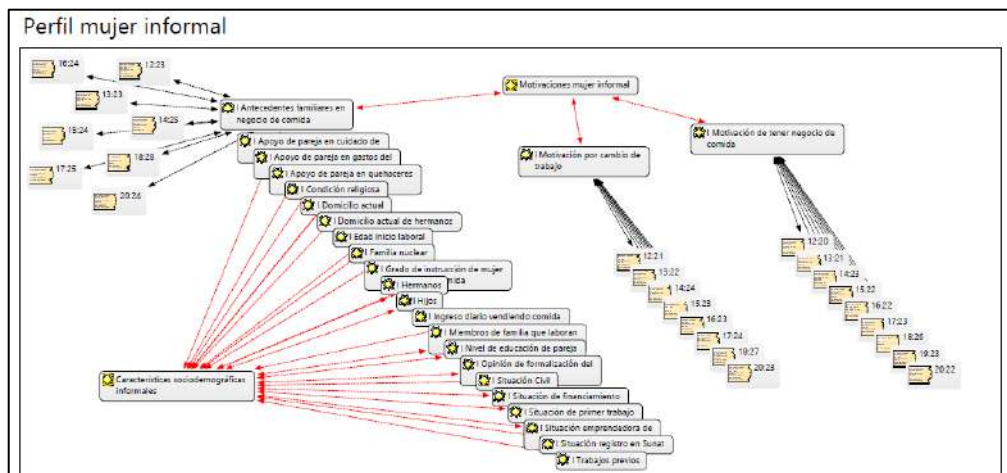 Perfil mujer informal
16:24
12:23
13:23
14:25
15:24
18:28
17:25
20:24
I Antecedentes familiares en
negocio de comida
Motivaciones mujer informal
I Motivación por cambio de
trabajo
I Motivación de tener negocio de
comida
I Apoyo de pareja en cuidado de
I Apoyo de pareja en gastos del
I Apoyo de pareja en quehaceres
I Condición religiosa
I Domicilio actual
I Domicilio actual de hermanos
I Edad inicio laboral
I Familia nuclear
I Grado de instrucción de mujer
mida
I Hermanos
I Hijos
I Ingreso diario vendiendo comida
I Miembros de familia que laboran
I Nivel de educación de pareja
I Opinión de formalización del
I Situación Civil
I Situación de financiamiento
I Situación de primer trabajo
I Situación emprendedora de
I Situación registro en Sunat
I Trabajos previos
Características sociodemográficas
informales
12:21
13:22
14:24
15:23
16:23
17:24
19:27
20:23
12:20
13:21
14:23
15:22
16:22
17:23
18:26
19:23
20:22